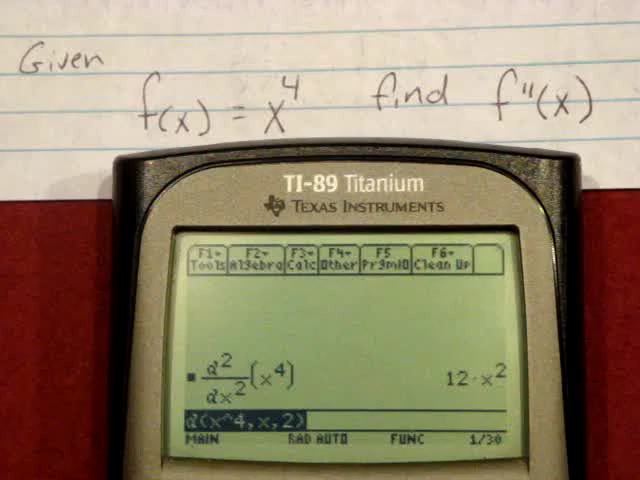 Given
f(x) = x⁴ find f''(x)
TI-89 Titanium
TEXAS INSTRUMENTS
F1▾ F2▾ F3▾ F4▾ F5 F6▾
Tools Algebra Calc Other PrgmIO Clean Up
▪ d²/dx² (x⁴) 12·x²
d(x^4,x,2)
MAIN RAD AUTO FUNC 1/30